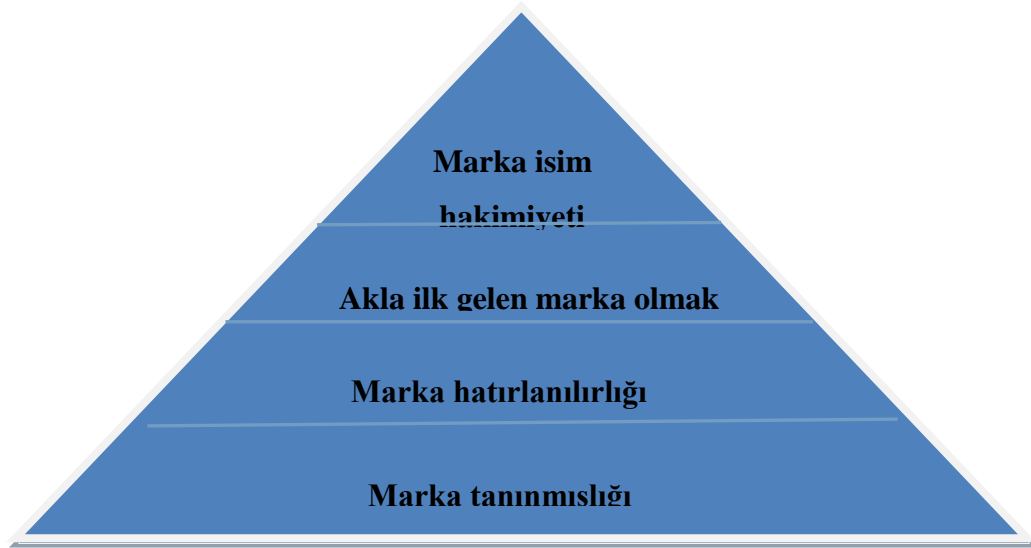 Marka isim
hakimiyeti
Akla ilk gelen marka olmak
Marka hatırlanılırlığı
Marka tanınmışlığı